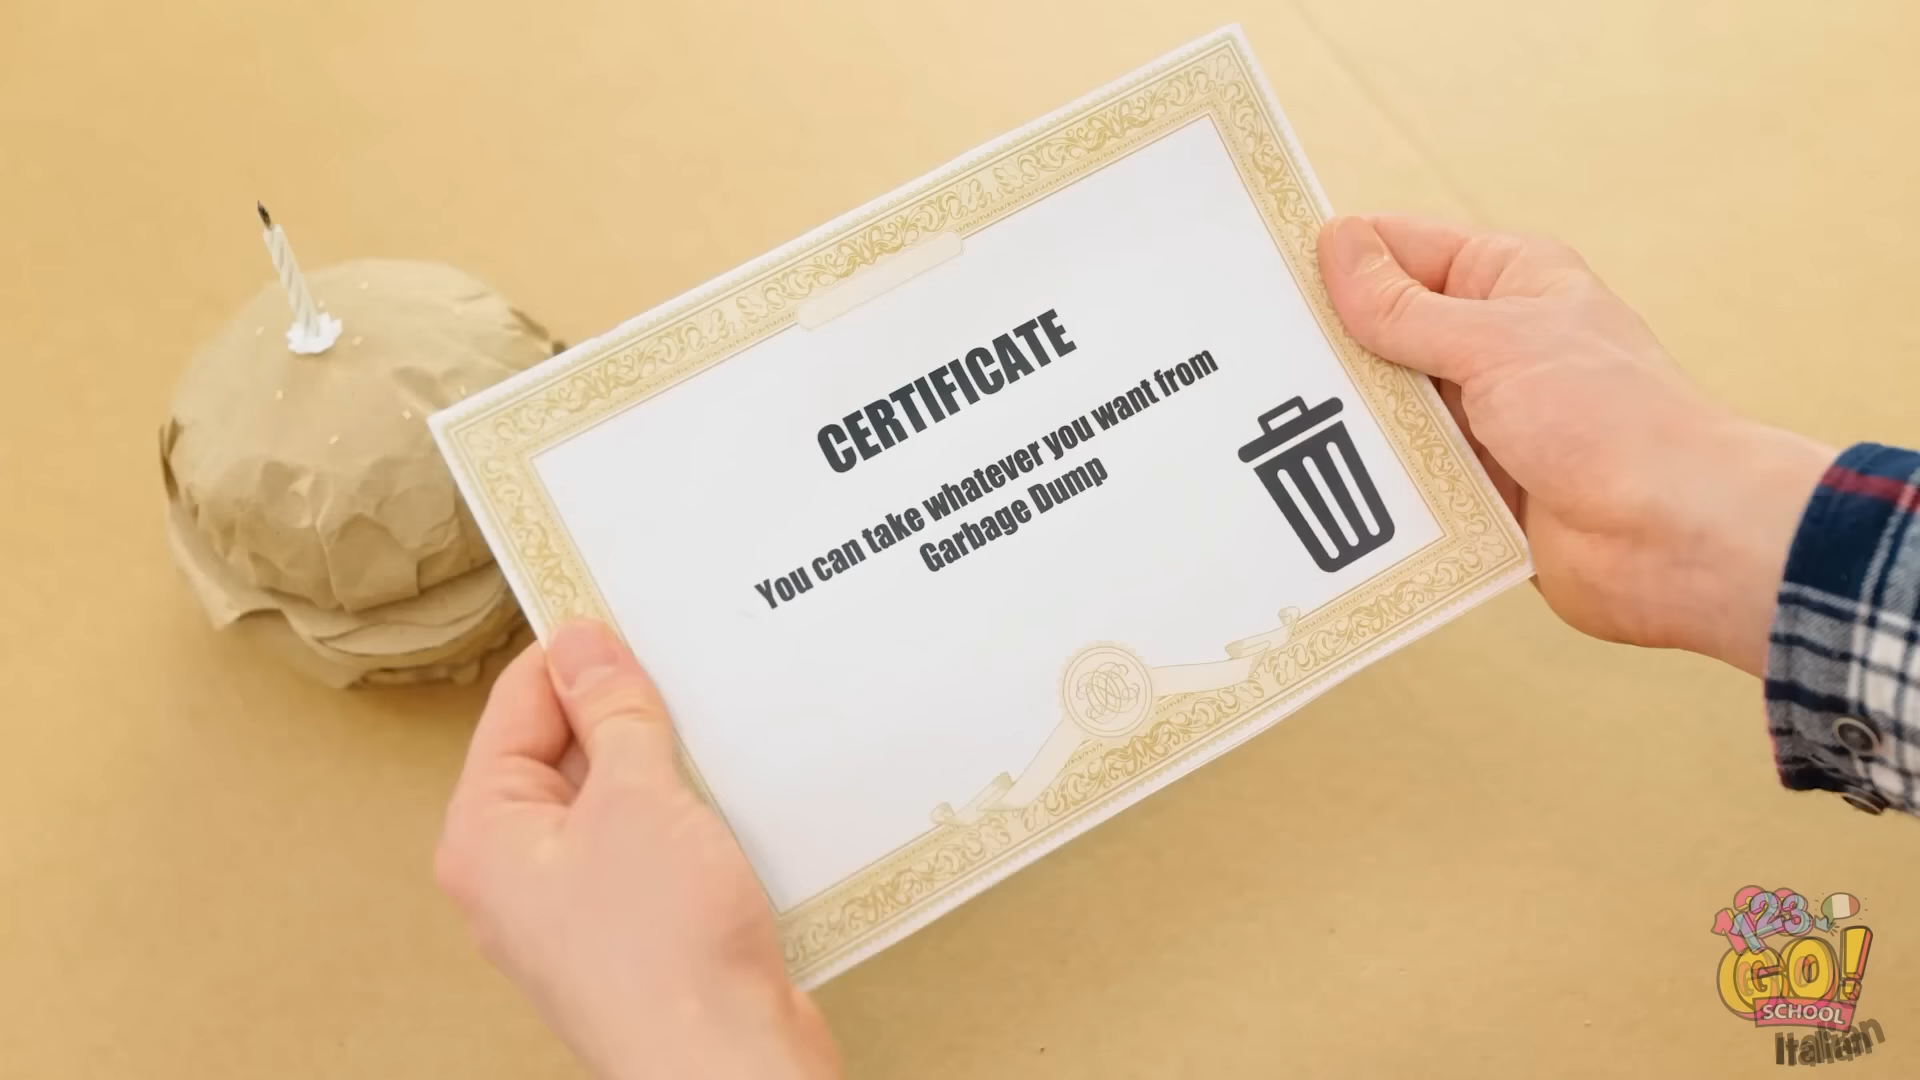 CERTIFICATE
You can take whatever you want from
Garbage Dump
123
GO!
SCHOOL
Italian